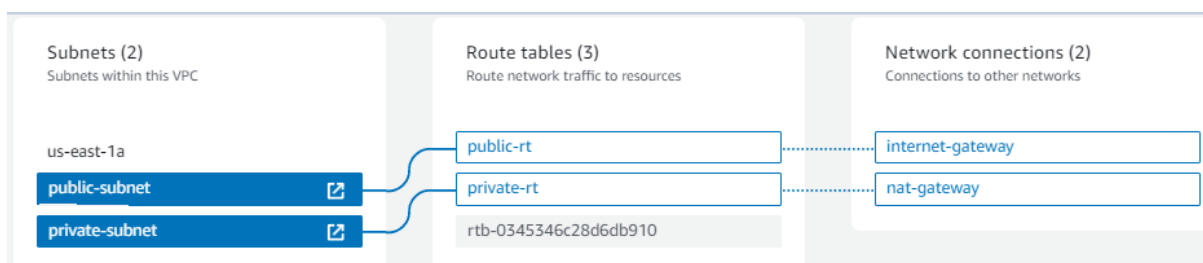 Subnets (2)
Subnets within this VPC
us-east-1a
public-subnet
private-subnet
Route tables (3)
Route network traffic to resources
public-rt
private-rt
rtb-0345346c28d6db910
Network connections (2)
Connections to other networks
internet-gateway
nat-gateway